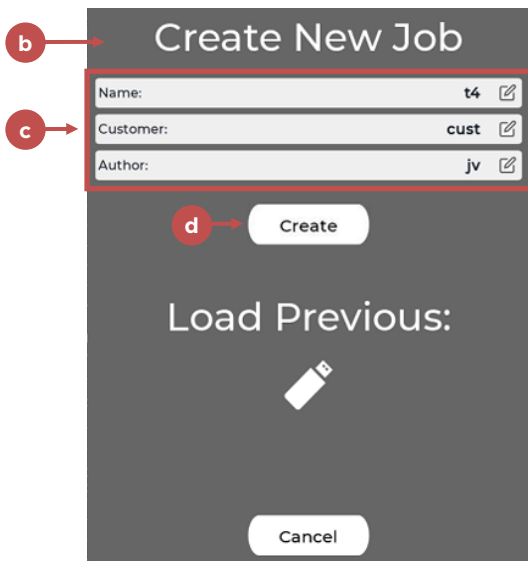 b Create New Job
Name: t4
c Customer: cust
Author: jv
d Create
Load Previous:
Cancel